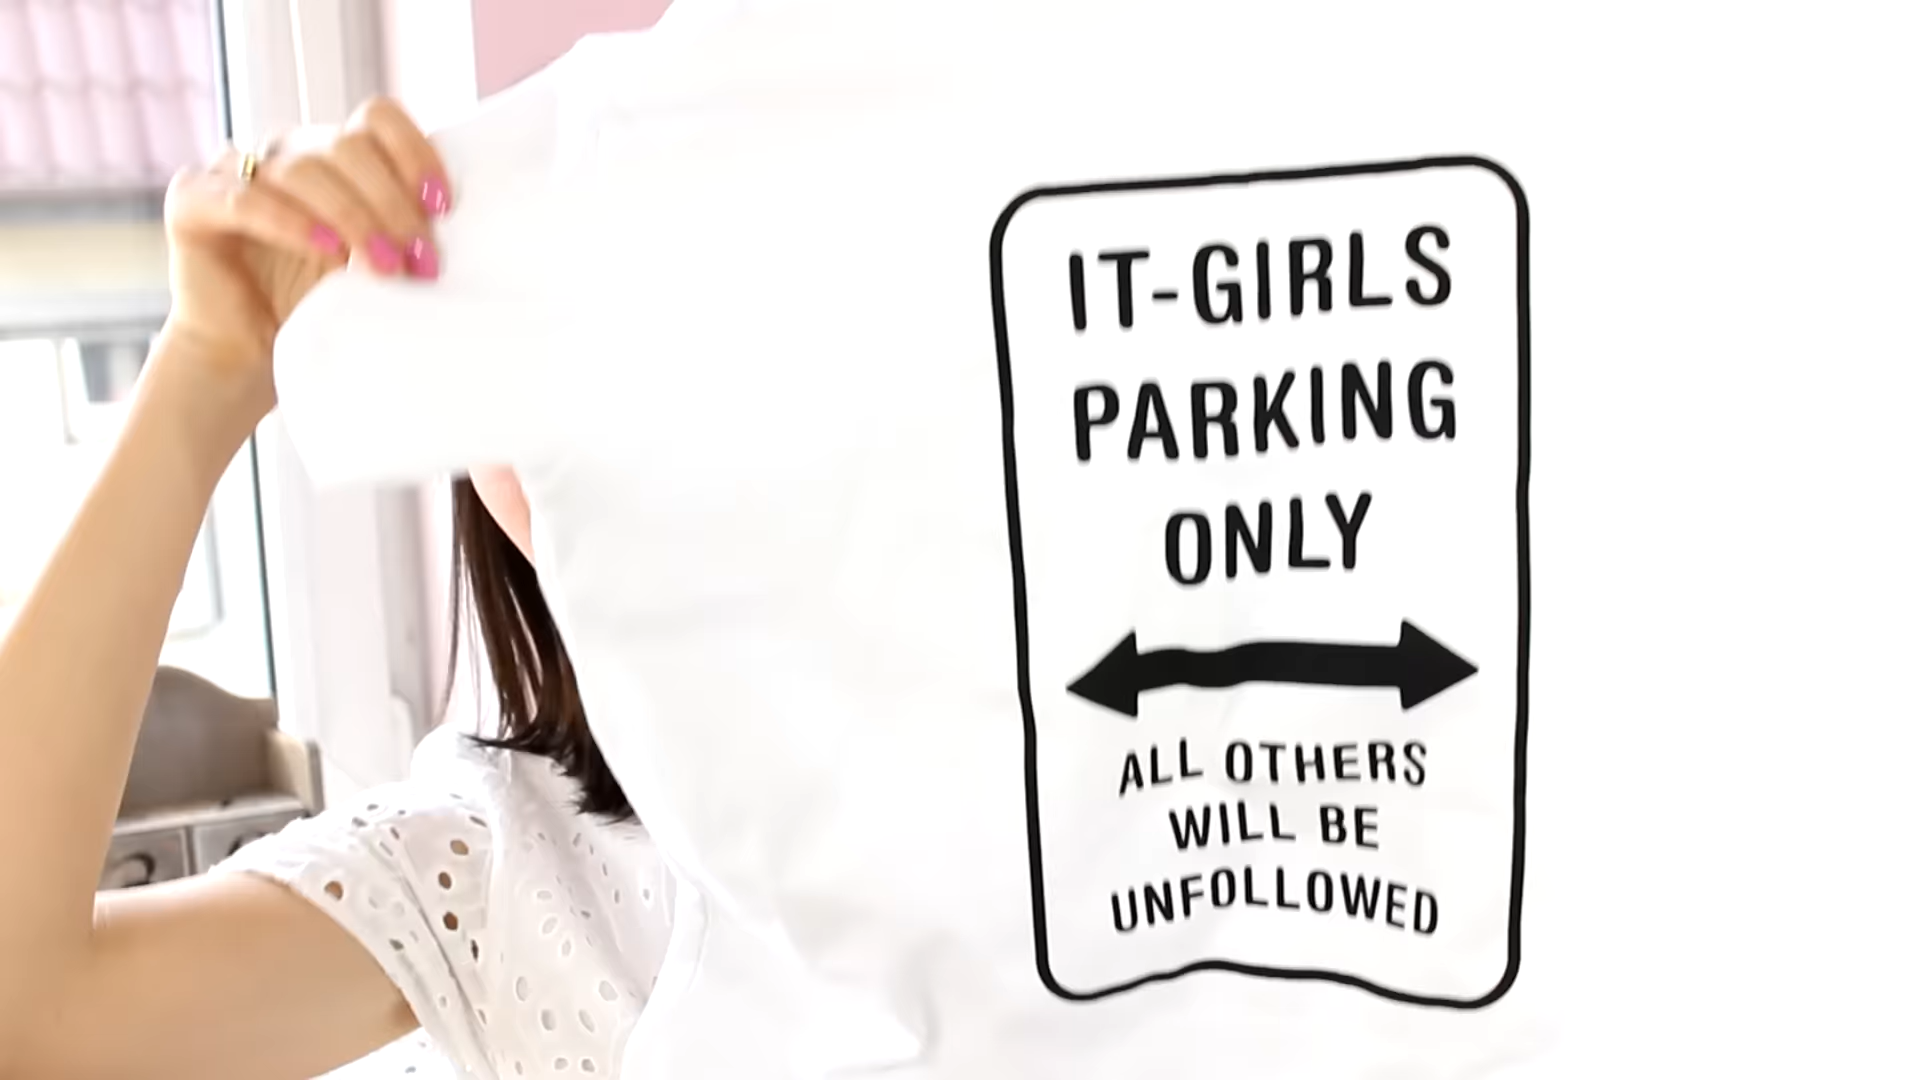 IT-GIRLS
PARKING
ONLY
ALL OTHERS
WILL BE
UNFOLLOWED